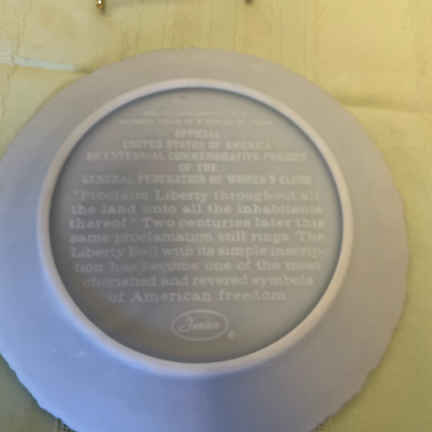 OFFICIAL
UNITED STATES OF AMERICA
BICENTENNIAL COMMEMORATIVE PROJECT
OF THE
GENERAL FEDERATION OF WOMEN'S CLUBS
"Proclaim Liberty throughout all
the land unto all the inhabitants
thereof." Two centuries later this
same proclamation still rings. The
Liberty Bell with its simple inscrip-
tion has become one of the most
cherished and revered symbols
of American freedom
Fenton